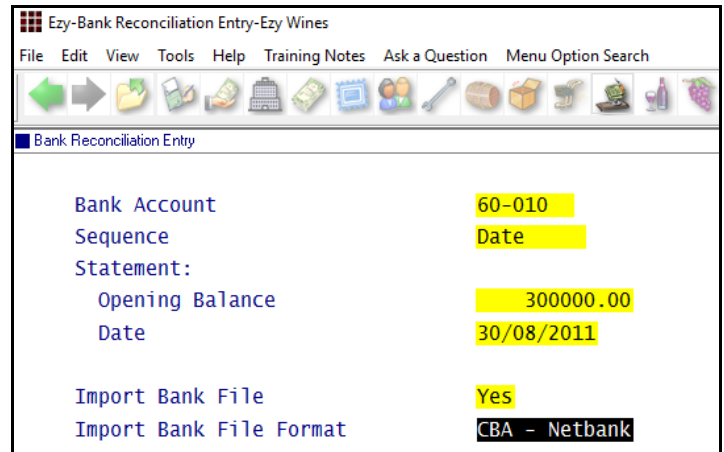 Ezy-Bank Reconciliation Entry-Ezy Wines
File Edit View Tools Help Training Notes Ask a Question Menu Option Search
Bank Reconciliation Entry
Bank Account 60-010
Sequence Date
Statement:
Opening Balance 300000.00
Date 30/08/2011
Import Bank File Yes
Import Bank File Format CBA - Netbank